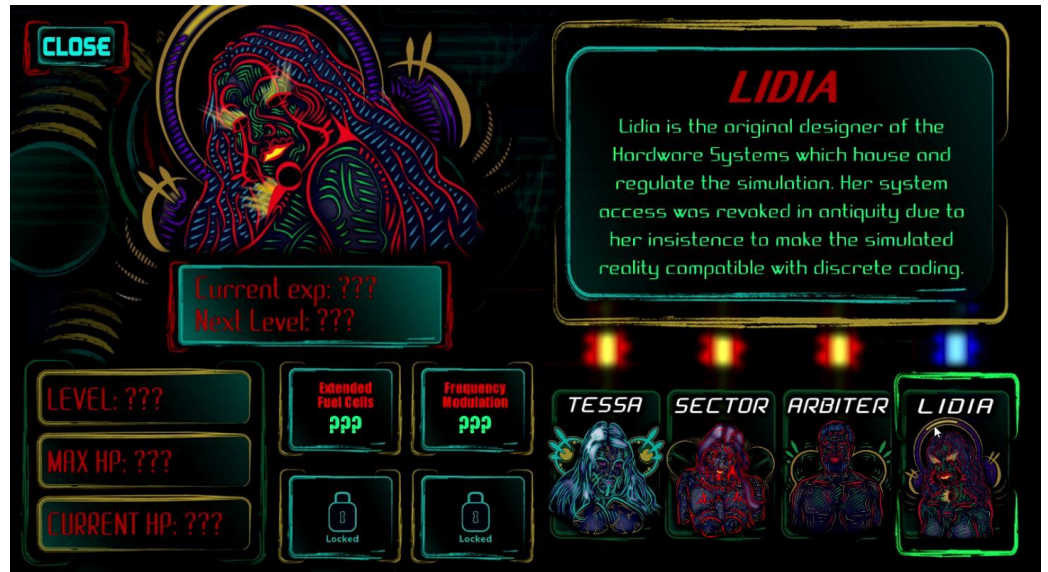 CLOSE
LIDIA
Lidia is the original designer of the
Hardware Systems which house and
regulate the simulation. Her system
access was revoked in antiquity due to
her insistence to make the simulated
reality compatible with discrete coding.
Current exp: ???
Next Level: ???
LEVEL: ???
MAX HP: ???
CURRENT HP: ???
Extended
Fuel Cells
???
Frequency
Modulation
???
Locked
Locked
TESSA
SECTOR
ARBITER
LIDIA